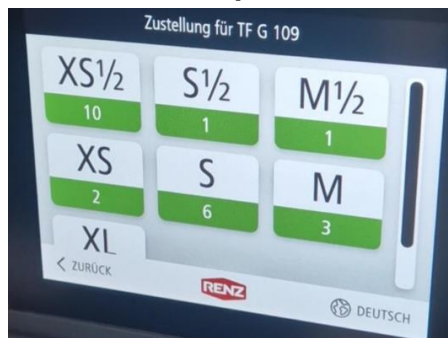 Zustellung für TF G 109
XS½ S½ M½
10 1 1
XS S M
2 6 3
XL
< ZURÜCK
RENZ
DEUTSCH